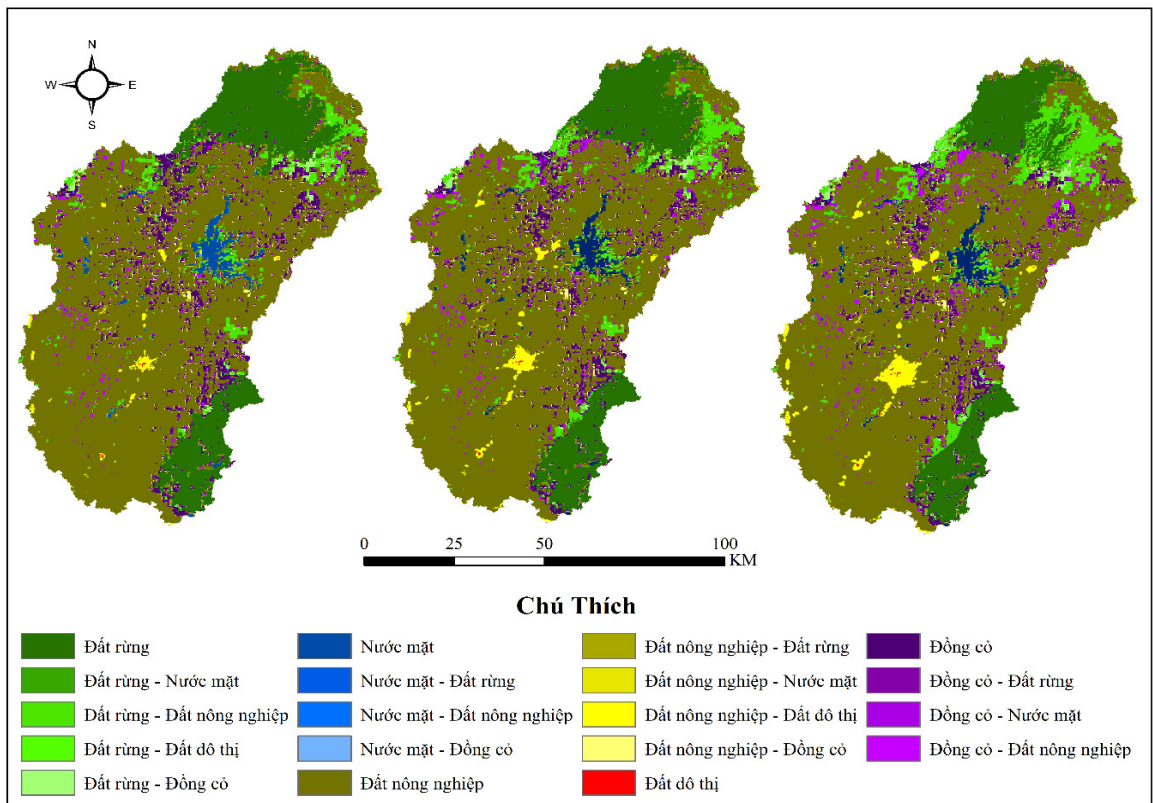 N
W E
S
0 25 50 100
KM
Chú Thích
Đất rừng
Đất rừng - Nước mặt
Đất rừng - Đất nông nghiệp
Đất rừng - Đất dô thị
Đất rừng - Đồng cỏ
Nước mặt
Nước mặt - Đất rừng
Nước mặt - Đất nông nghiệp
Nước mặt - Đồng cỏ
Đất nông nghiệp
Đất nông nghiệp - Đất rừng
Đất nông nghiệp - Nước mặt
Đất nông nghiệp - Đất dô thị
Đất nông nghiệp - Đồng cỏ
Đất dô thị
Đồng cỏ
Đồng cỏ - Đất rừng
Đồng cỏ - Nước mặt
Đồng cỏ - Đất nông nghiệp